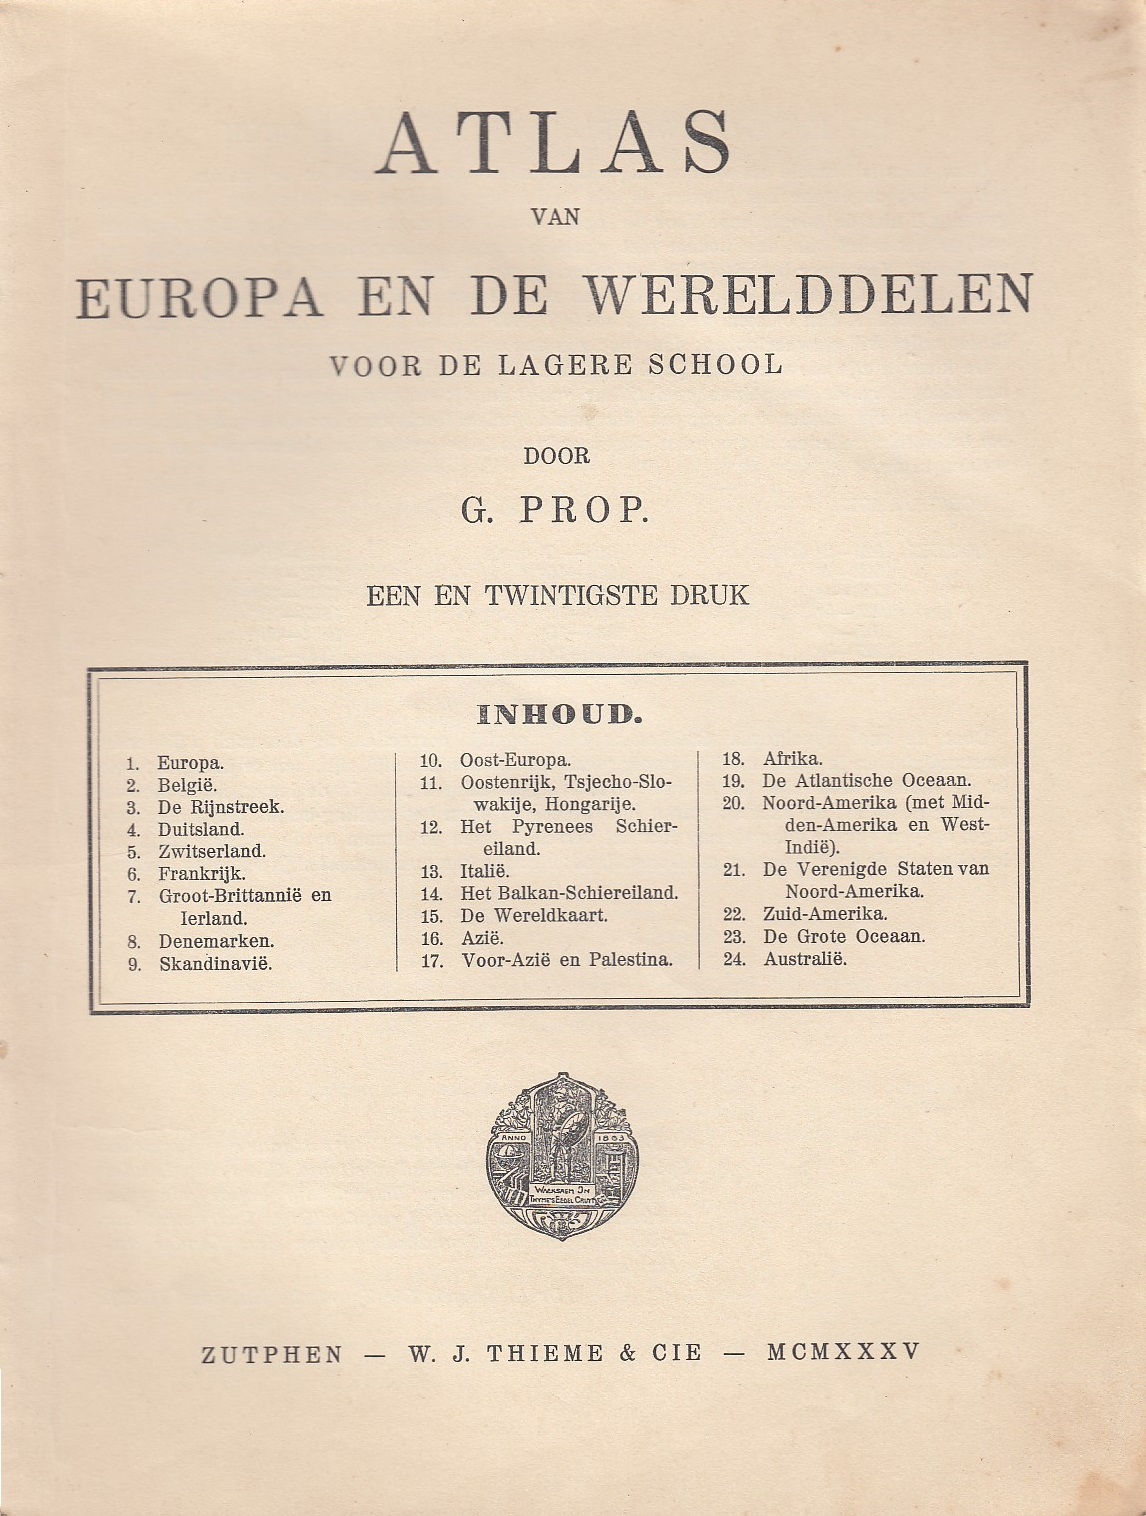 ATLAS
VAN
EUROPA EN DE WERELDDELEN
VOOR DE LAGERE SCHOOL
DOOR
G. PROP.
EEN EN TWINTIGSTE DRUK
INHOUD.
1. Europa.
2. België.
3. De Rijnstreek.
4. Duitsland.
5. Zwitserland.
6. Frankrijk.
7. Groot-Brittannië en
Ierland.
8. Denemarken.
9. Skandinavië.
10. Oost-Europa.
11. Oostenrijk, Tsjecho-Slo-
wakije, Hongarije.
12. Het Pyrenees Schier-
eiland.
13. Italië.
14. Het Balkan-Schiereiland.
15. De Wereldkaart.
16. Azië.
17. Voor-Azië en Palestina.
18. Afrika.
19. De Atlantische Oceaan.
20. Noord-Amerika (met Mid-
den-Amerika en West-
Indië).
21. De Verenigde Staten van
Noord-Amerika.
22. Zuid-Amerika.
23. De Grote Oceaan.
24. Australië.
ANNO 1863
ZUTPHEN — W. J. THIEME & CIE — MCMXXXV